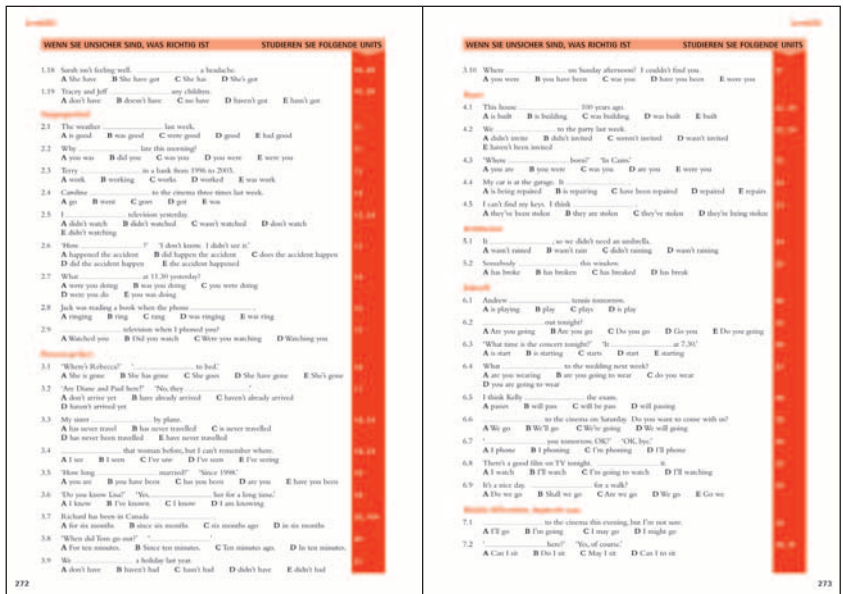 WENN SIE UNSICHER SIND, WAS RICHTIG IST STUDIEREN SIE FOLGENDE UNITS
1.18 Sarah isn't feeling well. ........ a headache.
A She have B She have got C She has D She's got
1.19 Tracey and Jeff ........ any children.
A don't have B doesn't have C no have D haven't got E hasn't got
2.1 The weather ........ last week.
A is good B was good C were good D good E had good
2.2 Why ........ late this morning?
A you was B did you C was you D you were E were you
2.3 Terry ........ in a bank from 1996 to 2003.
A work B working C works D worked E was work
2.4 Caroline ........ to the cinema three times last week.
A go B went C goes D got E was
2.5 I ........ television yesterday.
A didn't watch B didn't watched C wasn't watched D don't watch
E didn't watching
2.6 'How ........ ?' 'I don't know. I didn't see it.'
A happened the accident B did happen the accident C does the accident happen
D did the accident happen E the accident happened
2.7 What ........ at 11.30 yesterday?
A were you doing B was you doing C you were doing
D were you do E you was doing
2.8 Jack was reading a book when the phone ........ .
A ringing B ring C rang D was ringing E was ring
2.9 ........ television when I phoned you?
A Watched you B Did you watch C Were you watching D Watching you
3.1 'Where's Rebecca?' '........ to bed.'
A She is gone B She has gone C She goes D She have gone E She's gone
3.2 'Are Diane and Paul here?' 'No, they ........ .'
A don't arrive yet B have already arrived C haven't already arrived
D haven't arrived yet
3.3 My sister ........ by plane.
A has never travel B has never travelled C is never travelled
D has never been travelled E have never travelled
3.4 ........ that woman before, but I can't remember where.
A I see B I seen C I've saw D I've seen E I've seeing
3.5 'How long ........ married?' 'Since 1998.'
A you are B you have been C has you been D are you E have you been
3.6 'Do you know Lisa?' 'Yes, ........ her for a long time.'
A I know B I've known C I know D I am knowing
3.7 Richard has been in Canada ........ .
A for six months B since six months C six months ago D in six months
3.8 'When did Tom go out?' '........ .'
A For ten minutes. B Since ten minutes. C Ten minutes ago. D In ten minutes.
3.9 We ........ a holiday last year.
A don't have B haven't had C hasn't had D didn't have E didn't had
272
WENN SIE UNSICHER SIND, WAS RICHTIG IST STUDIEREN SIE FOLGENDE UNITS
3.10 Where ........ on Sunday afternoon? I couldn't find you.
A you were B you have been C was you D have you been E were you
4.1 This house ........ 100 years ago.
A is built B is building C was building D was built E built
4.2 We ........ to the party last week.
A didn't invite B didn't invited C weren't invited D wasn't invited
E haven't been invited
4.3 'Where ........ born?' 'In Cairo.'
A you are B you were C was you D are you E were you
4.4 My car is at the garage. It ........ .
A is being repaired B is repairing C have been repaired D repaired E repairs
4.5 I can't find my keys. I think ........ .
A they've been stolen B they are stolen C they've stolen D they're being stolen
5.1 It ........ , so we didn't need an umbrella.
A wasn't rained B wasn't rain C didn't raining D wasn't raining
5.2 Somebody ........ this window.
A has broke B has broken C has breaked D has break
6.1 Andrew ........ tennis tomorrow.
A is playing B play C plays D is play
6.2 ........ out tonight?
A Are you going B Are you go C Do you go D Go you E Do you going
6.3 'What time is the concert tonight?' 'It ........ at 7.30.'
A is start B is starting C starts D start E starting
6.4 What ........ to the wedding next week?
A are you wearing B are you going to wear C do you wear
D you are going to wear
6.5 I think Kelly ........ the exam.
A passes B will pass C will be pass D will passing
6.6 ........ to the cinema on Saturday. Do you want to come with us?
A We go B We'll go C We're going D We will going
6.7 '........ you tomorrow, OK?' 'OK, bye.'
A I phone B I phoning C I'm phoning D I'll phone
6.8 There's a good film on TV tonight. ........ it.
A I watch B I'll watch C I'm going to watch D I'll watching
6.9 It's a nice day. ........ for a walk?
A Do we go B Shall we go C Are we go D We go E Go we
7.1 ........ to the cinema this evening, but I'm not sure.
A I'll go B I'm going C I may go D I might go
7.2 '........ here?' 'Yes, of course.'
A Can I sit B Do I sit C May I sit D Can I to sit
273